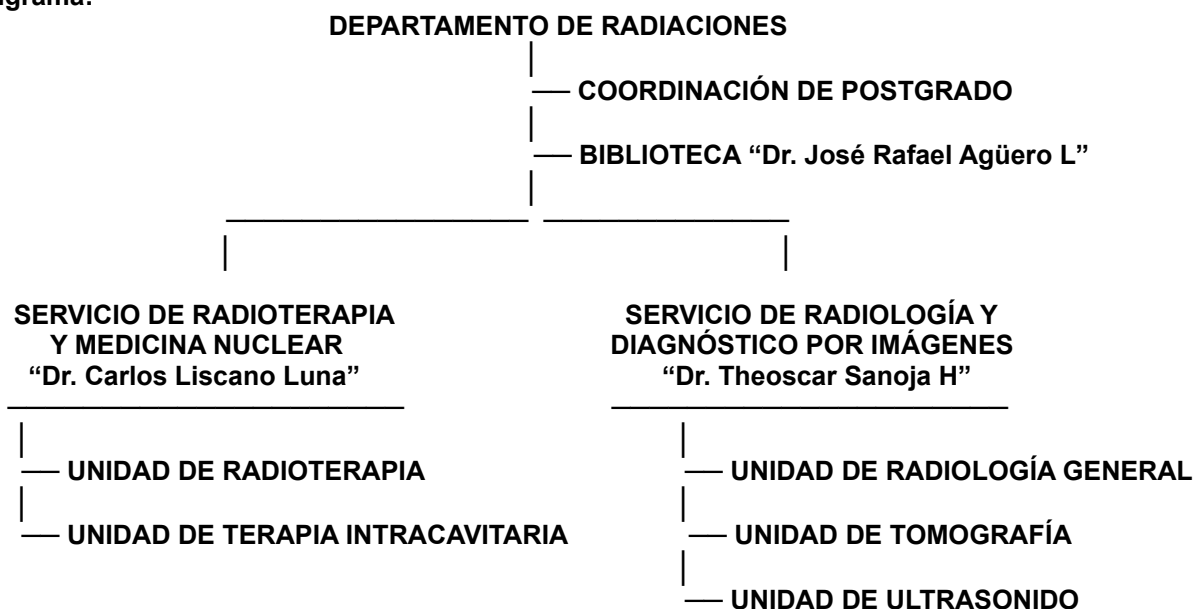 DEPARTAMENTO DE RADIACIONES
COORDINACIÓN DE POSTGRADO
BIBLIOTECA “Dr. José Rafael Agüero L”
SERVICIO DE RADIOTERAPIA
Y MEDICINA NUCLEAR
“Dr. Carlos Liscano Luna”
UNIDAD DE RADIOTERAPIA
UNIDAD DE TERAPIA INTRACAVITARIA
SERVICIO DE RADIOLOGÍA Y
DIAGNÓSTICO POR IMÁGENES
“Dr. Theoscar Sanoja H”
UNIDAD DE RADIOLOGÍA GENERAL
UNIDAD DE TOMOGRAFÍA
UNIDAD DE ULTRASONIDO